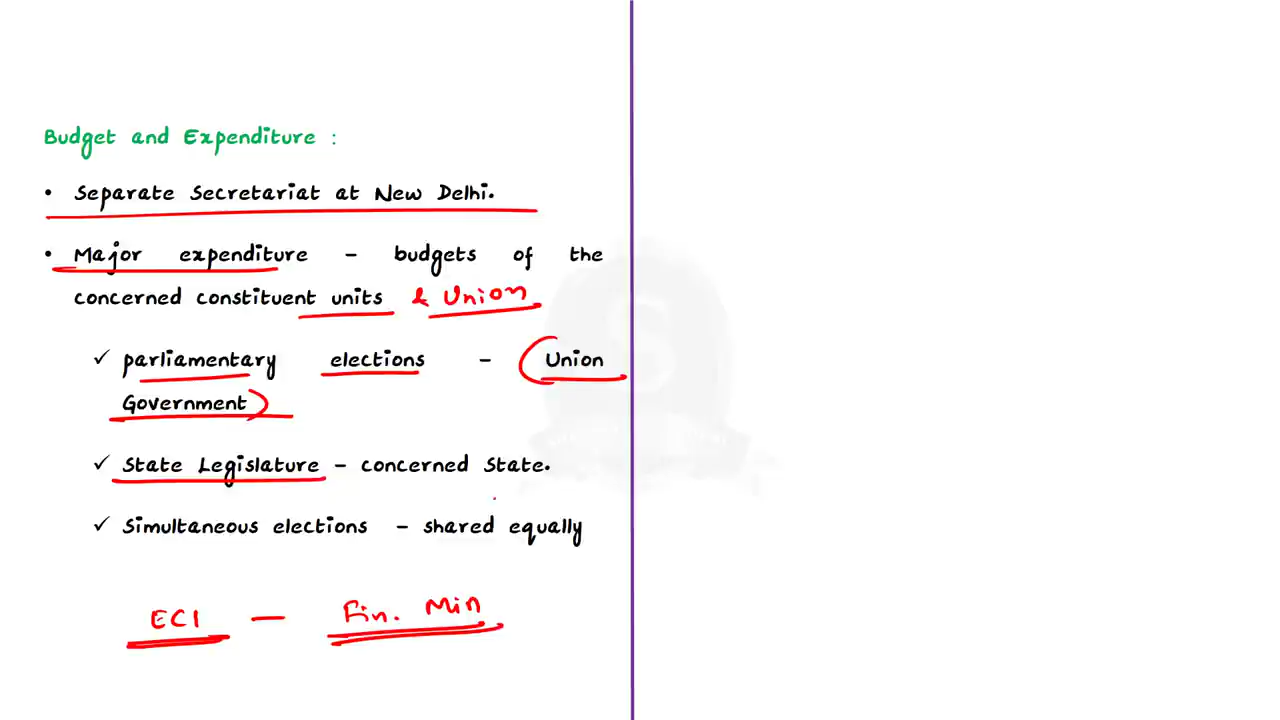 Budget and Expenditure :
• Separate Secretariat at New Delhi.
• Major expenditure – budgets of the
concerned constituent units & Union
✓ parliamentary elections – (Union
Government)
✓ State Legislature – concerned State.
✓ Simultaneous elections – shared equally
ECI — Fin. Min